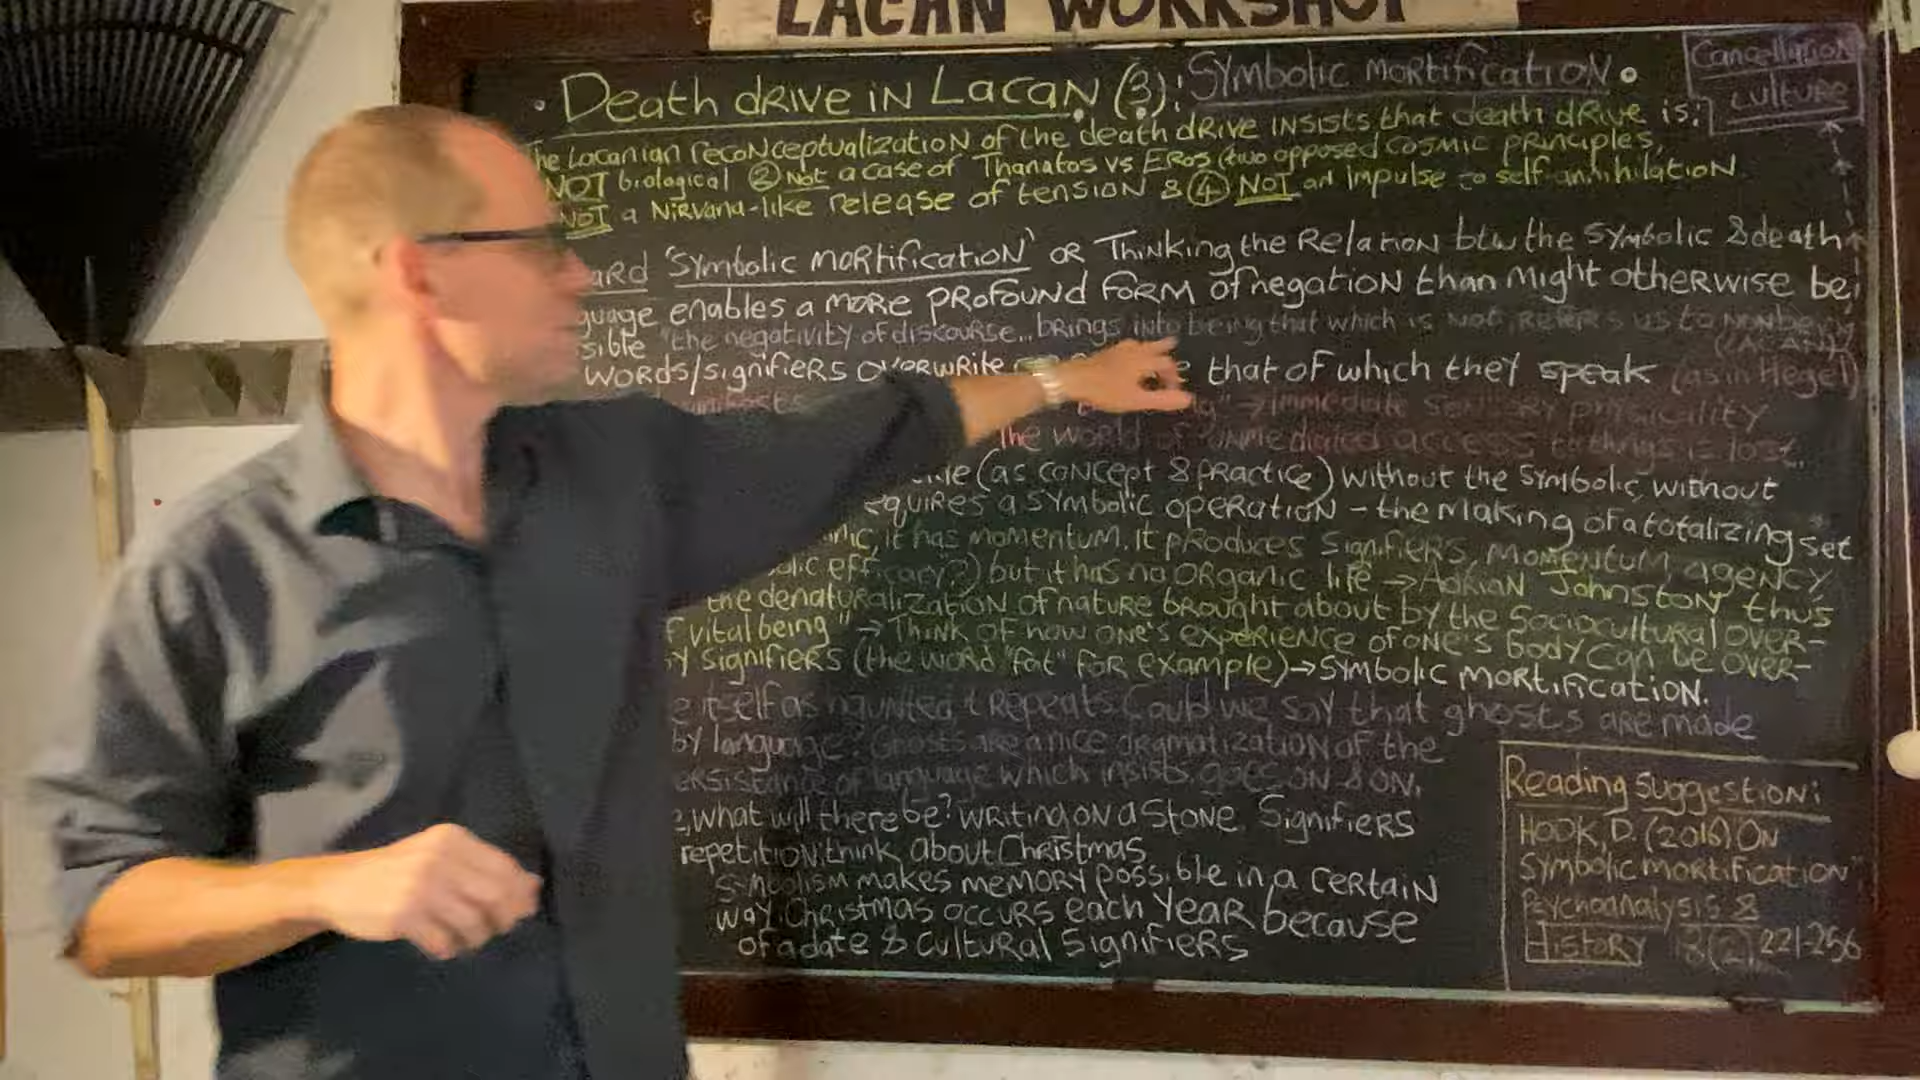 LACAN WORKSHOP
Cancellation
culture
• Death drive in Lacan (3): Symbolic mortification •
The Lacanian reconceptualization of the death drive insists that death drive is:
NOT biological ② Not a case of Thanatos vs Eros (two opposed cosmic principles,
NOT a Nirvana-like release of tension & ④ NOT an impulse to self-annihilation
ard 'symbolic mortification' or Thinking the Relation btw the symbolic & death
guage enables a more profound form of negation than might otherwise be
sible "the negativity of discourse... brings into being that which is not, refers us to nonbeing
(LACAN)
words/signifiers overwrite that of which they speak (as in Hegel)
→ immediate sensory physicality
the world of unmediated access to things is lost.
(as concept & practice) without the symbolic, without
equires a symbolic operation - the making of a totalizing set
nic, it has momentum. It produces signifiers, momentum, agency
olic efficacy?) but it has no organic life → Adrian Johnston, thus
the denaturalization of nature brought about by the sociocultural over-
f vital being" → Think of how one's experience of one's body can be over-
y signifiers (the word "fat" for example) → symbolic mortification.
e itself as haunted, it repeats. Could we say that ghosts are made
by language? Ghosts are a nice dramatization of the
ersistance of language which insists, goes on & on.
, what will there be? writing on a stone. Signifiers
repetition: think about Christmas
symbolism makes memory possible in a certain
way. Christmas occurs each year because
of a date & cultural signifiers
Reading suggestion:
HOOK, D. (2016) On
symbolic mortification"
Psychoanalysis &
History 18(2) 221-256